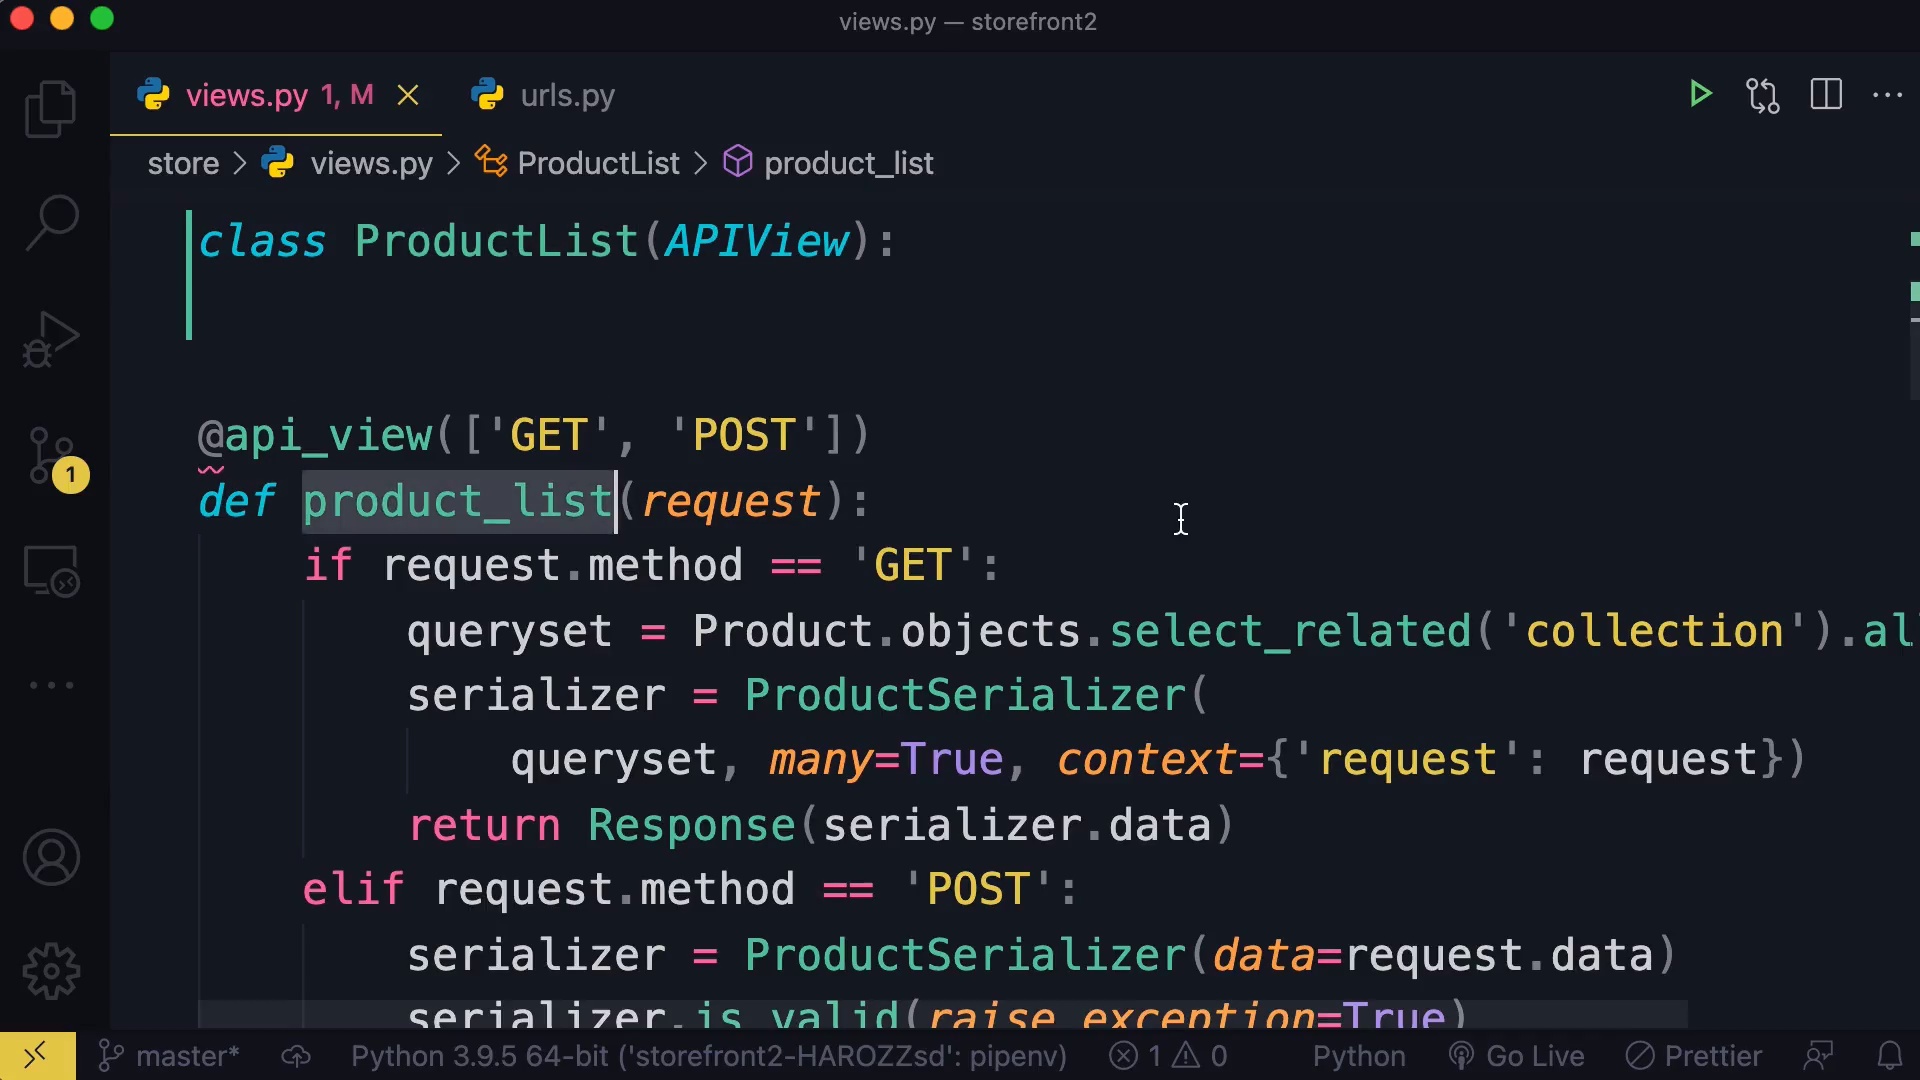 views.py — storefront2
views.py 1, M
urls.py
store > views.py > ProductList > product_list
class ProductList(APIView):
@api_view(['GET', 'POST'])
def product_list(request):
if request.method == 'GET':
queryset = Product.objects.select_related('collection').al
serializer = ProductSerializer(
queryset, many=True, context={'request': request})
return Response(serializer.data)
elif request.method == 'POST':
serializer = ProductSerializer(data=request.data)
serializer.is_valid(raise_exception=True)
1
master* Python 3.9.5 64-bit ('storefront2-HAROZZsd': pipenv) 1 0 Python Go Live Prettier